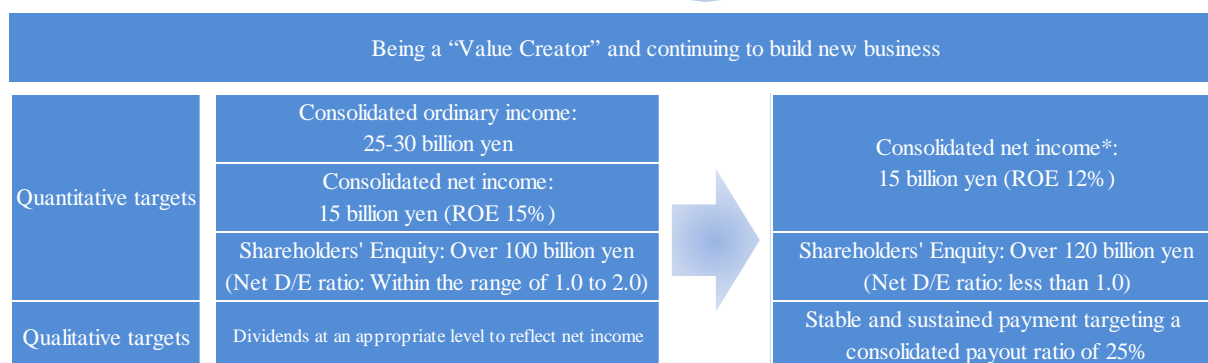 Being a “Value Creator” and continuing to build new business
Quantitative targets
Consolidated ordinary income:
25-30 billion yen
Consolidated net income:
15 billion yen (ROE 15%)
Shareholders' Enquity: Over 100 billion yen
(Net D/E ratio: Within the range of 1.0 to 2.0)
Consolidated net income*:
15 billion yen (ROE 12%)
Shareholders' Enquity: Over 120 billion yen
(Net D/E ratio: less than 1.0)
Qualitative targets
Dividends at an appropriate level to reflect net income
Stable and sustained payment targeting a
consolidated payout ratio of 25%